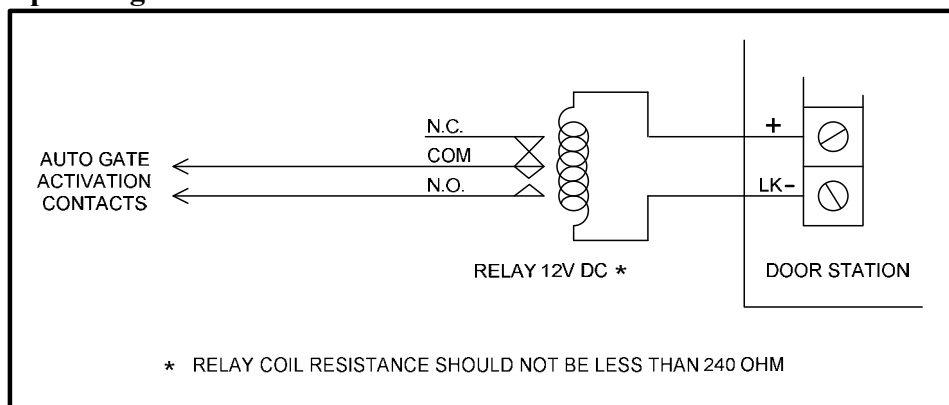 N.C.
COM
N.O.
AUTO GATE
ACTIVATION
CONTACTS
+
LK-
RELAY 12V DC *
DOOR STATION
* RELAY COIL RESISTANCE SHOULD NOT BE LESS THAN 240 OHM